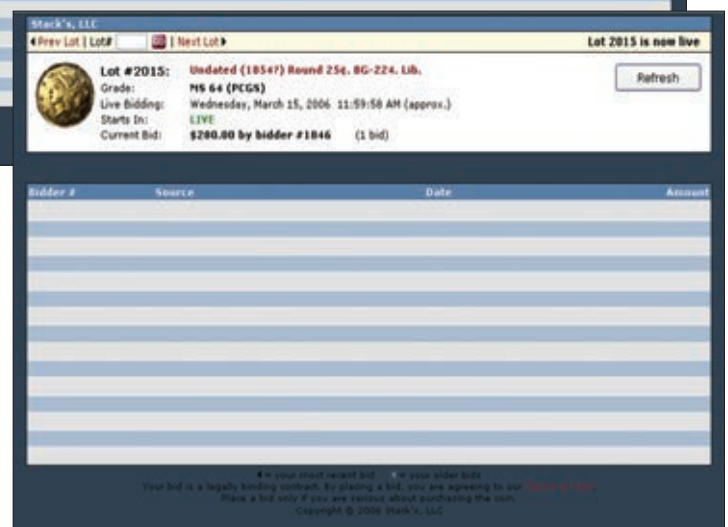 Stack's, LLC
Prev Lot | Lot# | Next Lot Lot 2015 is now live
Lot #2015: Undated (1854?) Round 25¢. BG-224. Lib.
Grade: MS 64 (PCGS)
Live Bidding: Wednesday, March 15, 2006 11:59:58 AM (approx.)
Starts In: LIVE
Current Bid: $280.00 by bidder #1846 (1 bid)
Refresh
Bidder # Source Date Amount
= your most recent bid = your older bids
Your bid is a legally binding contract. By placing a bid, you are agreeing to our
Place a bid only if you are serious about purchasing the coin.
Copyright © 2006 Stack's, LLC